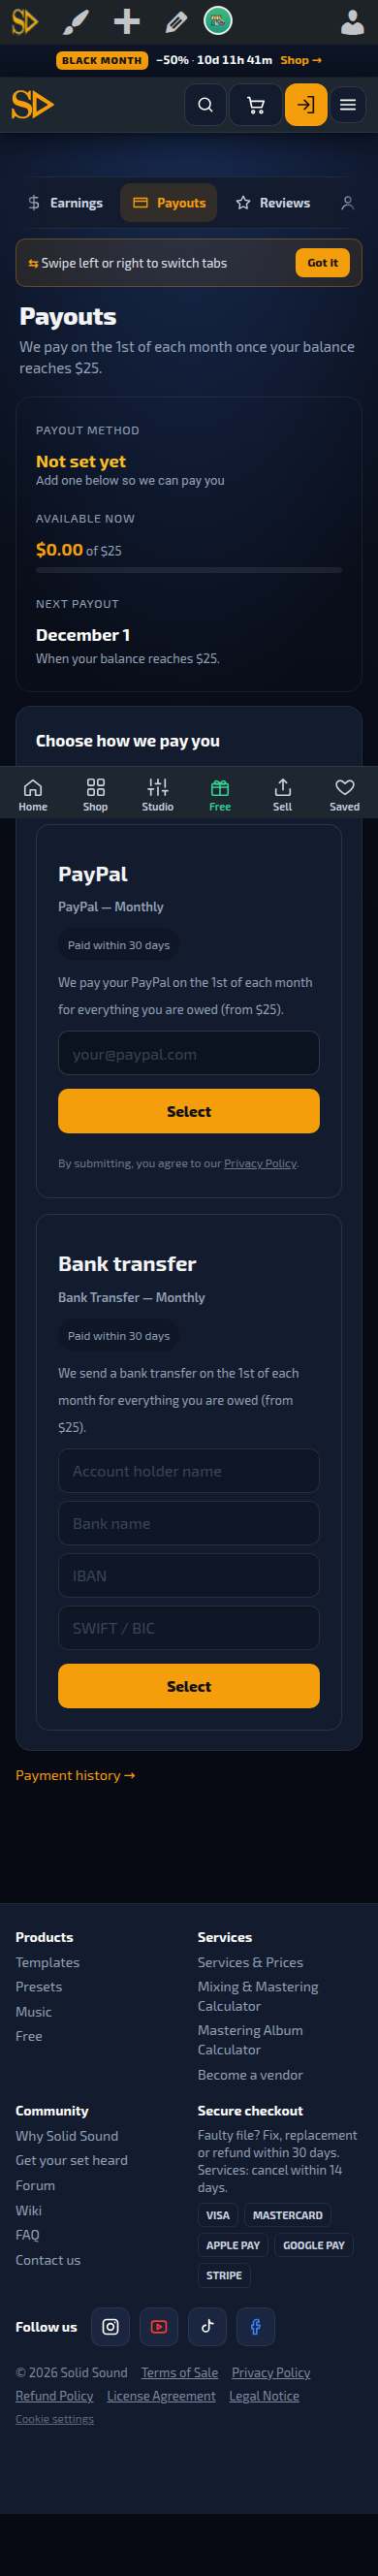 SD
BLACK MONTH −50% · 10d 11h 41m Shop →
SD
Earnings Payouts Reviews
⇆ Swipe left or right to switch tabs Got it
Payouts
We pay on the 1st of each month once your balance
reaches $25.
PAYOUT METHOD
Not set yet
Add one below so we can pay you
AVAILABLE NOW
$0.00 of $25
NEXT PAYOUT
December 1
When your balance reaches $25.
Choose how we pay you
Home Shop Studio Free Sell Saved
PayPal
PayPal — Monthly
Paid within 30 days
We pay your PayPal on the 1st of each month
for everything you are owed (from $25).
your@paypal.com
Select
By submitting, you agree to our Privacy Policy.
Bank transfer
Bank Transfer — Monthly
Paid within 30 days
We send a bank transfer on the 1st of each
month for everything you are owed (from
$25).
Account holder name
Bank name
IBAN
SWIFT / BIC
Select
Payment history →
Products
Templates
Presets
Music
Free
Services
Services & Prices
Mixing & Mastering
Calculator
Mastering Album
Calculator
Become a vendor
Community
Why Solid Sound
Get your set heard
Forum
Wiki
FAQ
Contact us
Secure checkout
Faulty file? Fix, replacement
or refund within 30 days.
Services: cancel within 14
days.
VISA MASTERCARD
APPLE PAY GOOGLE PAY
STRIPE
Follow us
© 2026 Solid Sound Terms of Sale Privacy Policy
Refund Policy License Agreement Legal Notice
Cookie settings